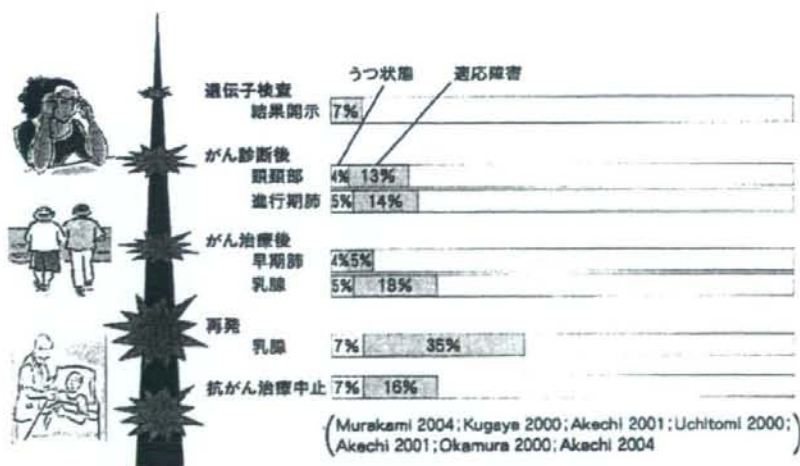 うつ状態 適応障害
遺伝子検査
結果開示 7%
がん診断後
頭頸部 4% 13%
進行期肺 5% 14%
がん治療後
早期肺 4% 5%
乳腺 5% 18%
再発
乳腺 7% 35%
抗がん治療中止 7% 16%
(Murakami 2004; Kugaya 2000; Akechi 2001; Uchitomi 2000;
Akechi 2001; Okamura 2000; Akechi 2004)